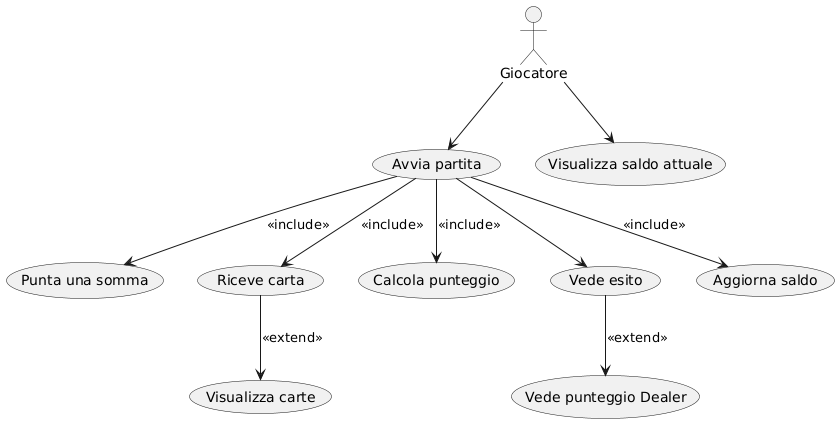 Giocatore
Avvia partita
Visualizza saldo attuale
«include»
«include»
«include»
«include»
Punta una somma
Riceve carta
Calcola punteggio
Vede esito
Aggiorna saldo
«extend»
«extend»
Visualizza carte
Vede punteggio Dealer